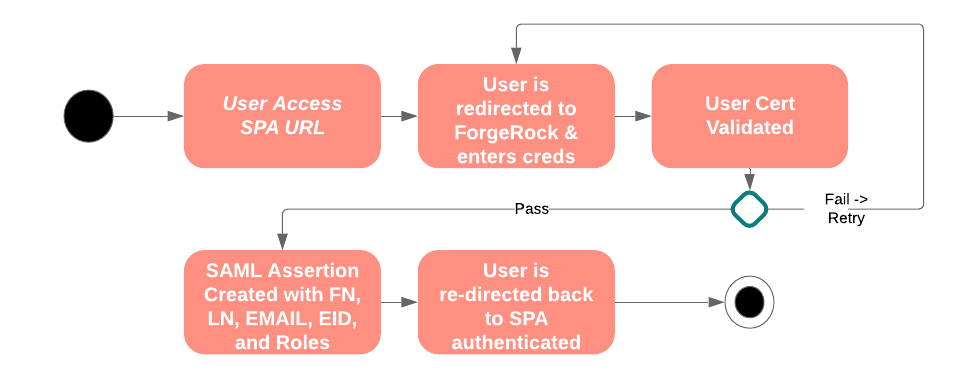 User Access
SPA URL
User is
redirected to
ForgeRock &
enters creds
User Cert
Validated
Pass
Fail ->
Retry
SAML Assertion
Created with FN,
LN, EMAIL, EID,
and Roles
User is
re-directed back
to SPA
authenticated